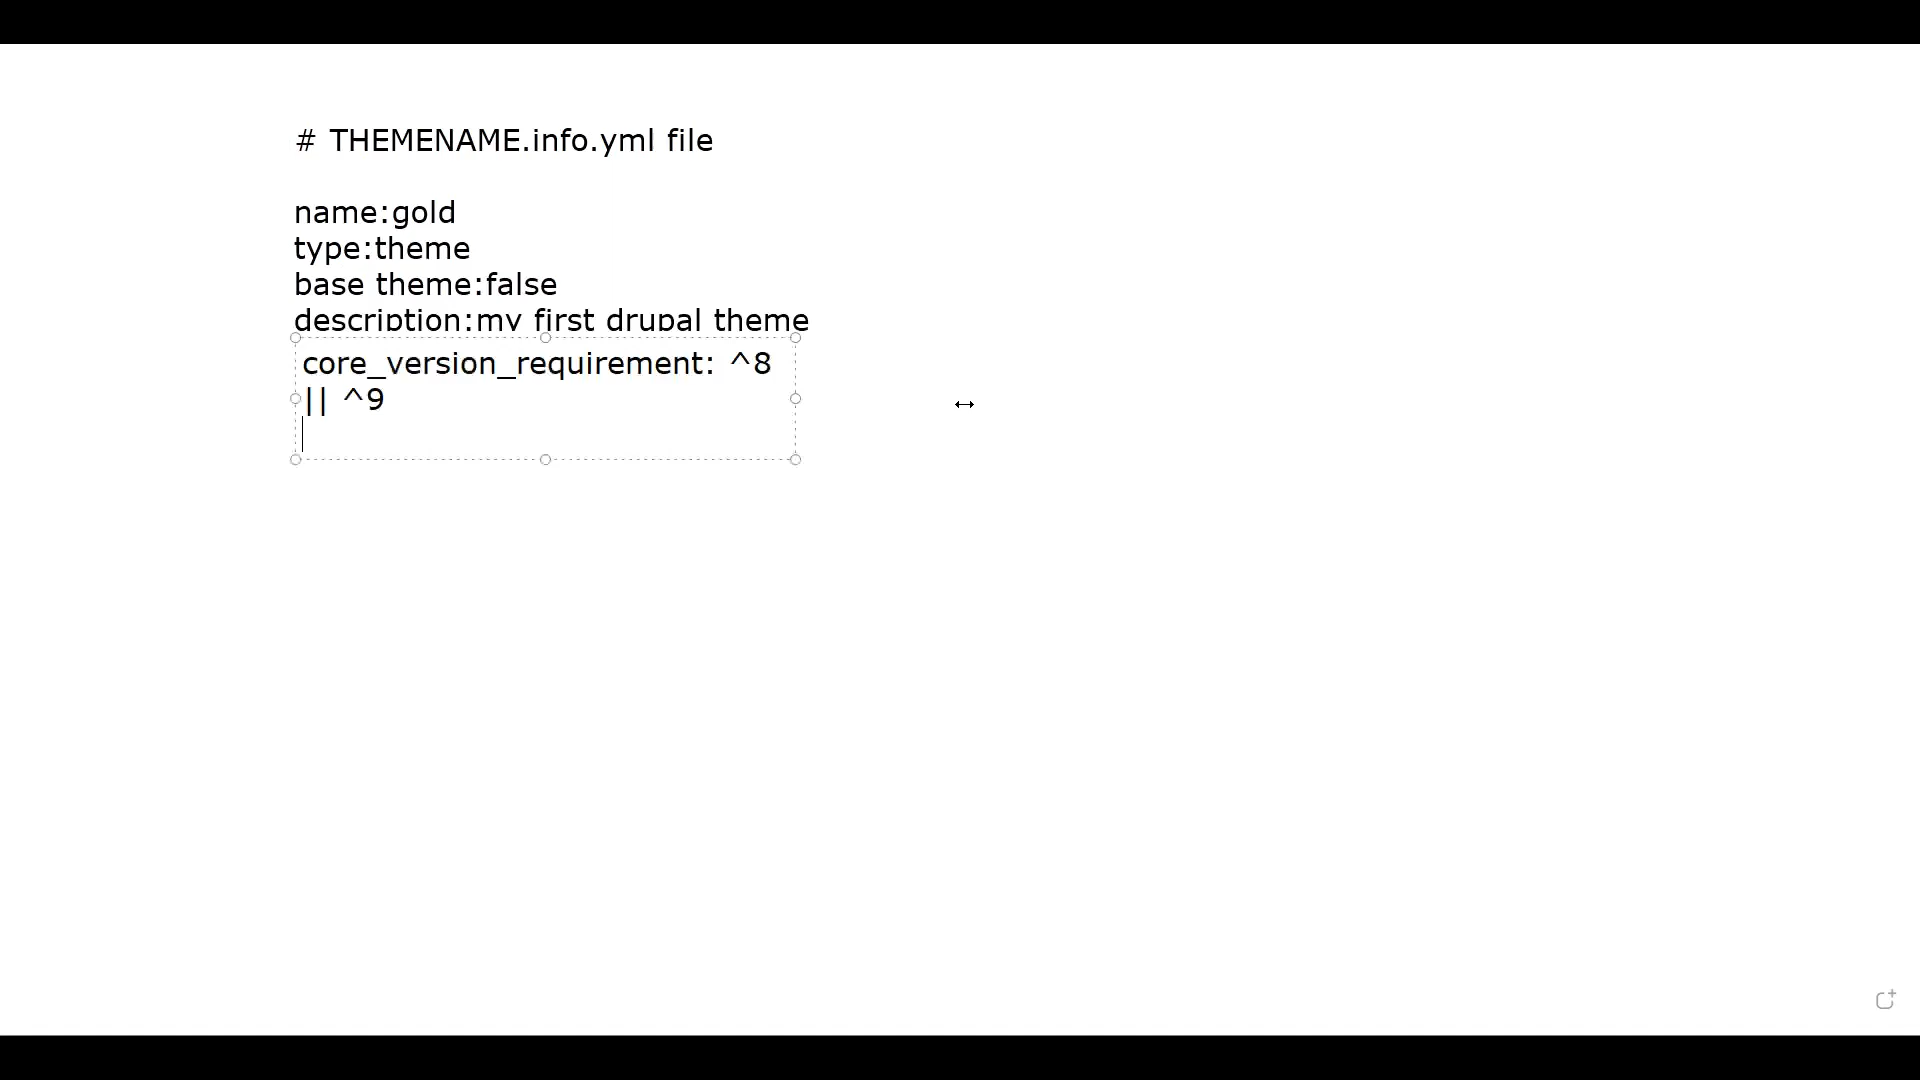 # THEMENAME.info.yml file
name:gold
type:theme
base theme:false
description:my first drupal theme
core_version_requirement: ^8
|| ^9